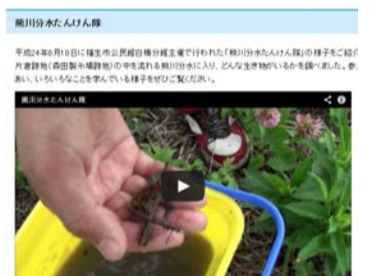 熊川分水たんけん隊
平成24年8月18日に福生市公民館白梅分館主催で行われた「熊川分水たんけん隊」の様子をご紹介
片倉跡地(森田製糸場跡地)の中を流れる熊川分水に入り、どんな生き物がいるかを調べました。参
あい、いろいろなことを学んでいる様子をぜひご覧ください。
熊川分水たんけん隊